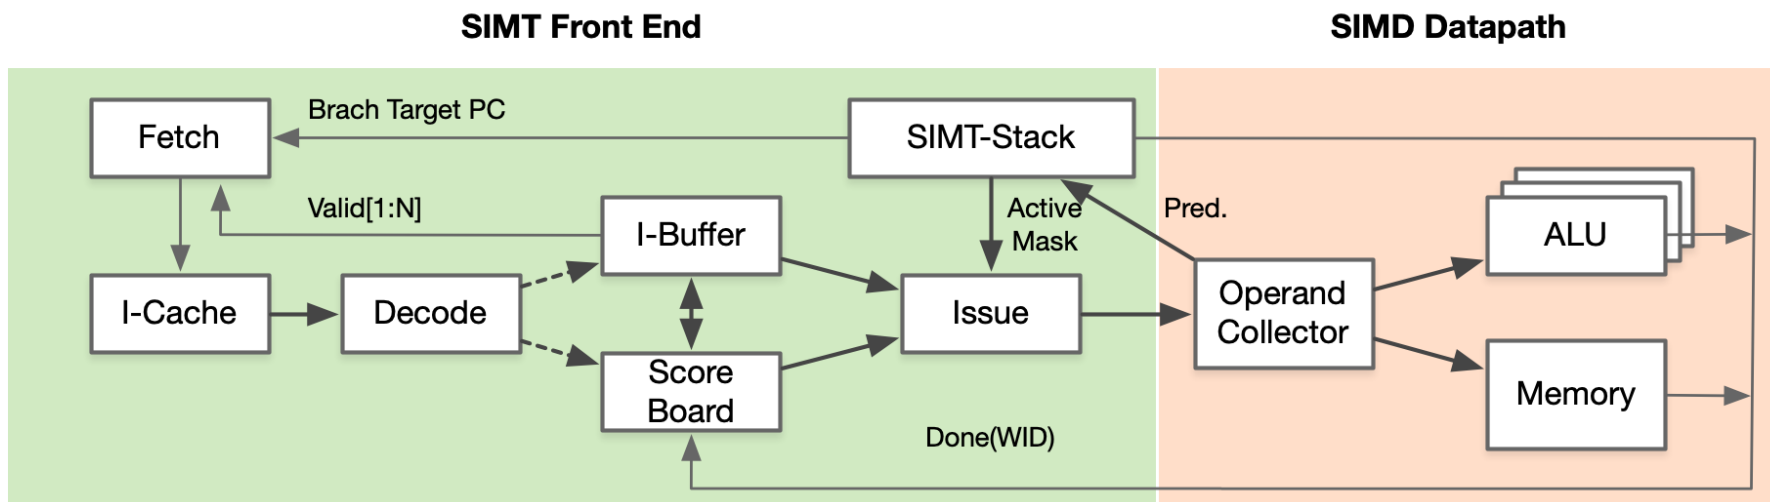 SIMT Front End
SIMD Datapath
Fetch
Brach Target PC
SIMT-Stack
Valid[1:N]
I-Buffer
Active
Mask
Pred.
ALU
I-Cache
Decode
Issue
Operand
Collector
Score
Board
Memory
Done(WID)